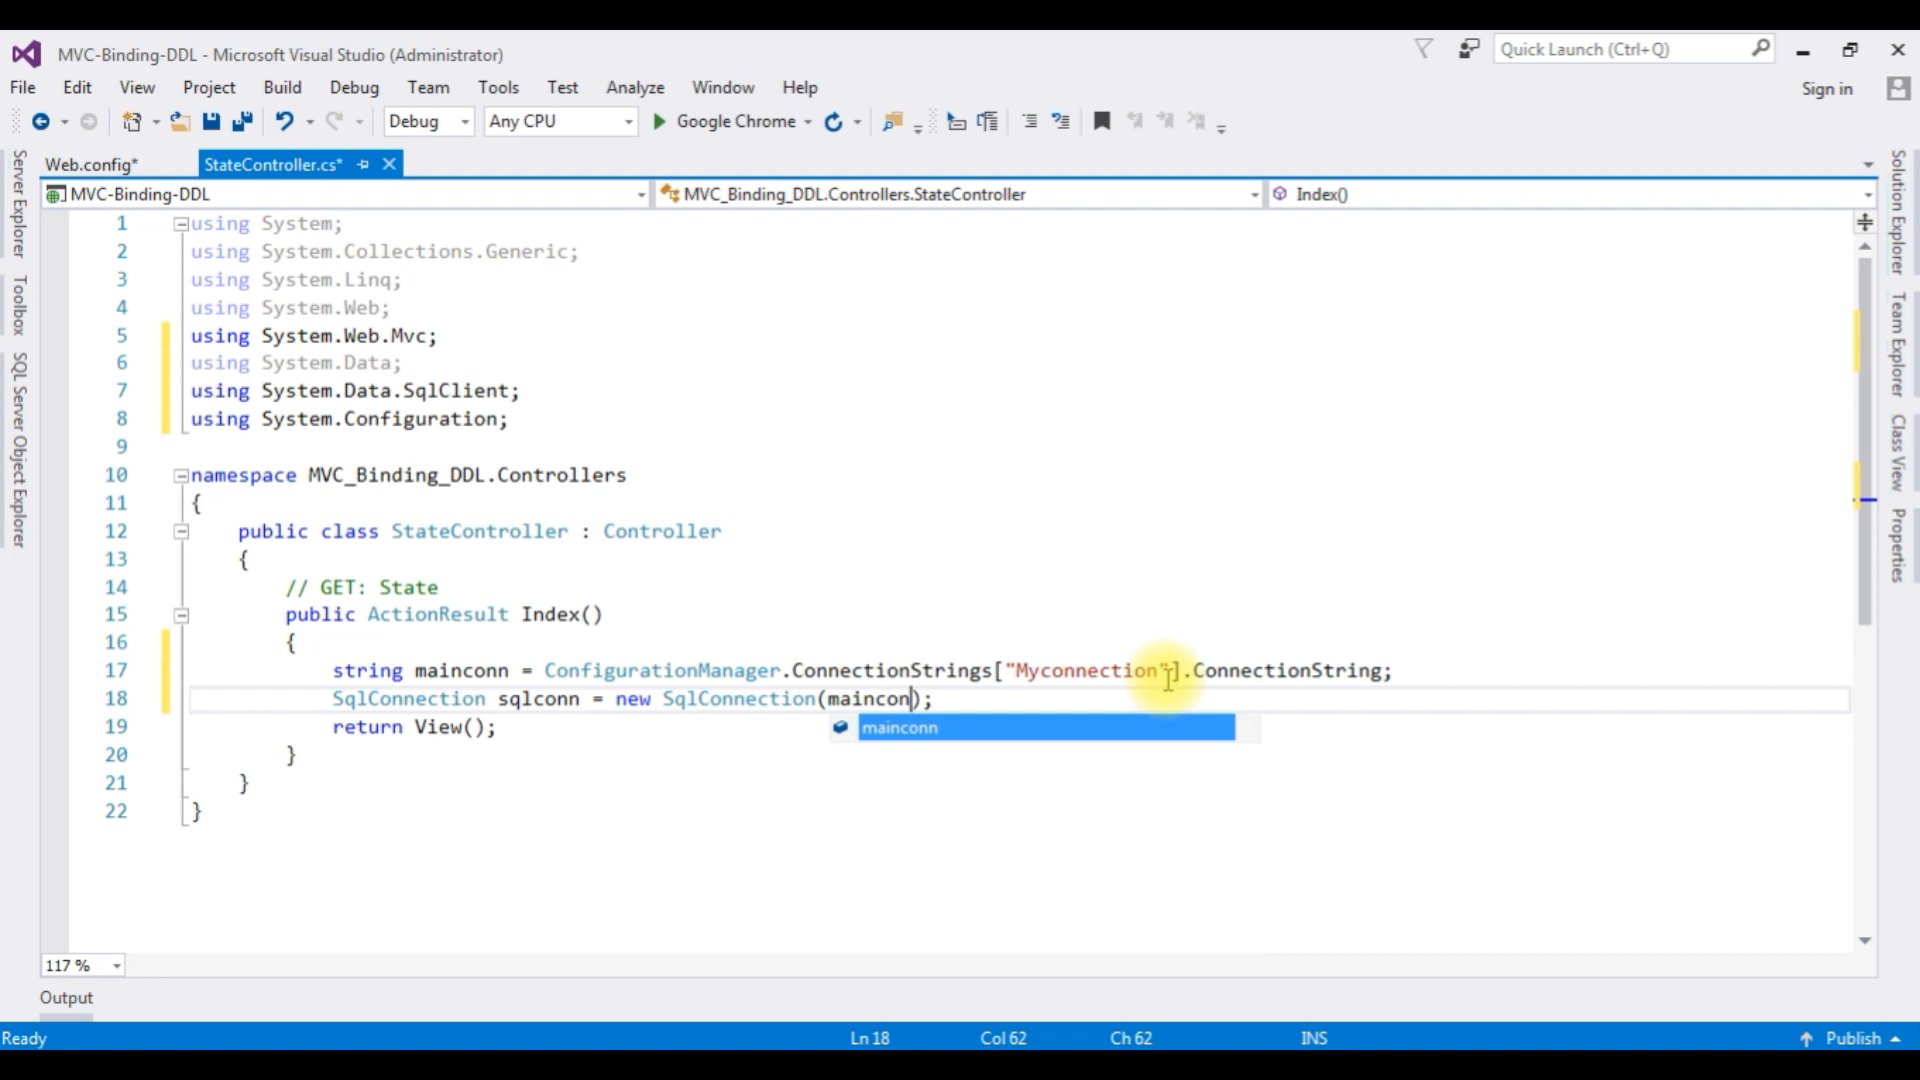 MVC-Binding-DDL - Microsoft Visual Studio (Administrator)
Quick Launch (Ctrl+Q)
File Edit View Project Build Debug Team Tools Test Analyze Window Help
Sign in
Debug Any CPU Google Chrome
Web.config* StateController.cs*
MVC-Binding-DDL MVC_Binding_DDL.Controllers.StateController Index()
Server Explorer
Toolbox
SQL Server Object Explorer
1 using System;
2 using System.Collections.Generic;
3 using System.Linq;
4 using System.Web;
5 using System.Web.Mvc;
6 using System.Data;
7 using System.Data.SqlClient;
8 using System.Configuration;
9
10 namespace MVC_Binding_DDL.Controllers
11 {
12 public class StateController : Controller
13 {
14 // GET: State
15 public ActionResult Index()
16 {
17 string mainconn = ConfigurationManager.ConnectionStrings["Myconnection"].ConnectionString;
18 SqlConnection sqlconn = new SqlConnection(maincon);
19 return View();
mainconn
20 }
21 }
22 }
Solution Explorer
Team Explorer
Class View
Properties
117 %
Output
Ready Ln 18 Col 62 Ch 62 INS Publish